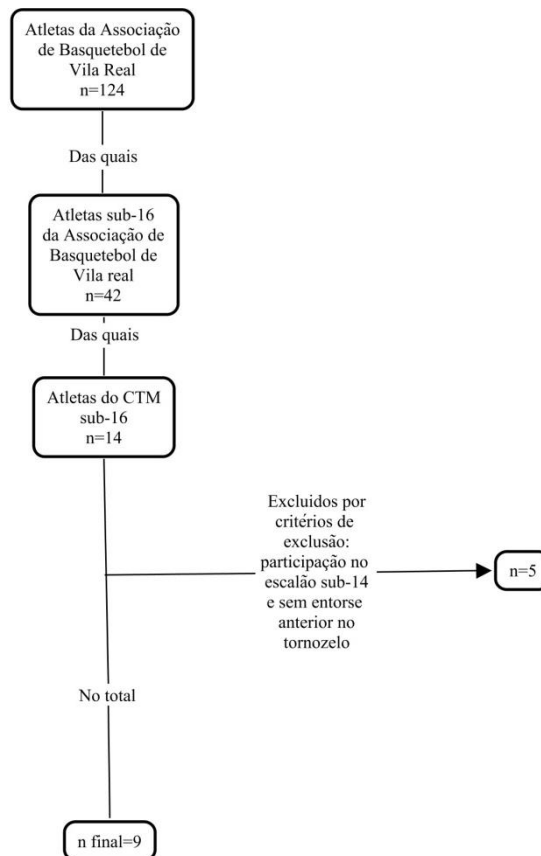 Atletas da Associação
de Basquetebol de
Vila Real
n=124
Das quais
Atletas sub-16
da Associação de
Basquetebol de
Vila real
n=42
Das quais
Atletas do CTM
sub-16
n=14
Excluidos por
critérios de
exclusão:
participação no
escalão sub-14
e sem entorse
anterior no
tornozelo
n=5
No total
n final=9